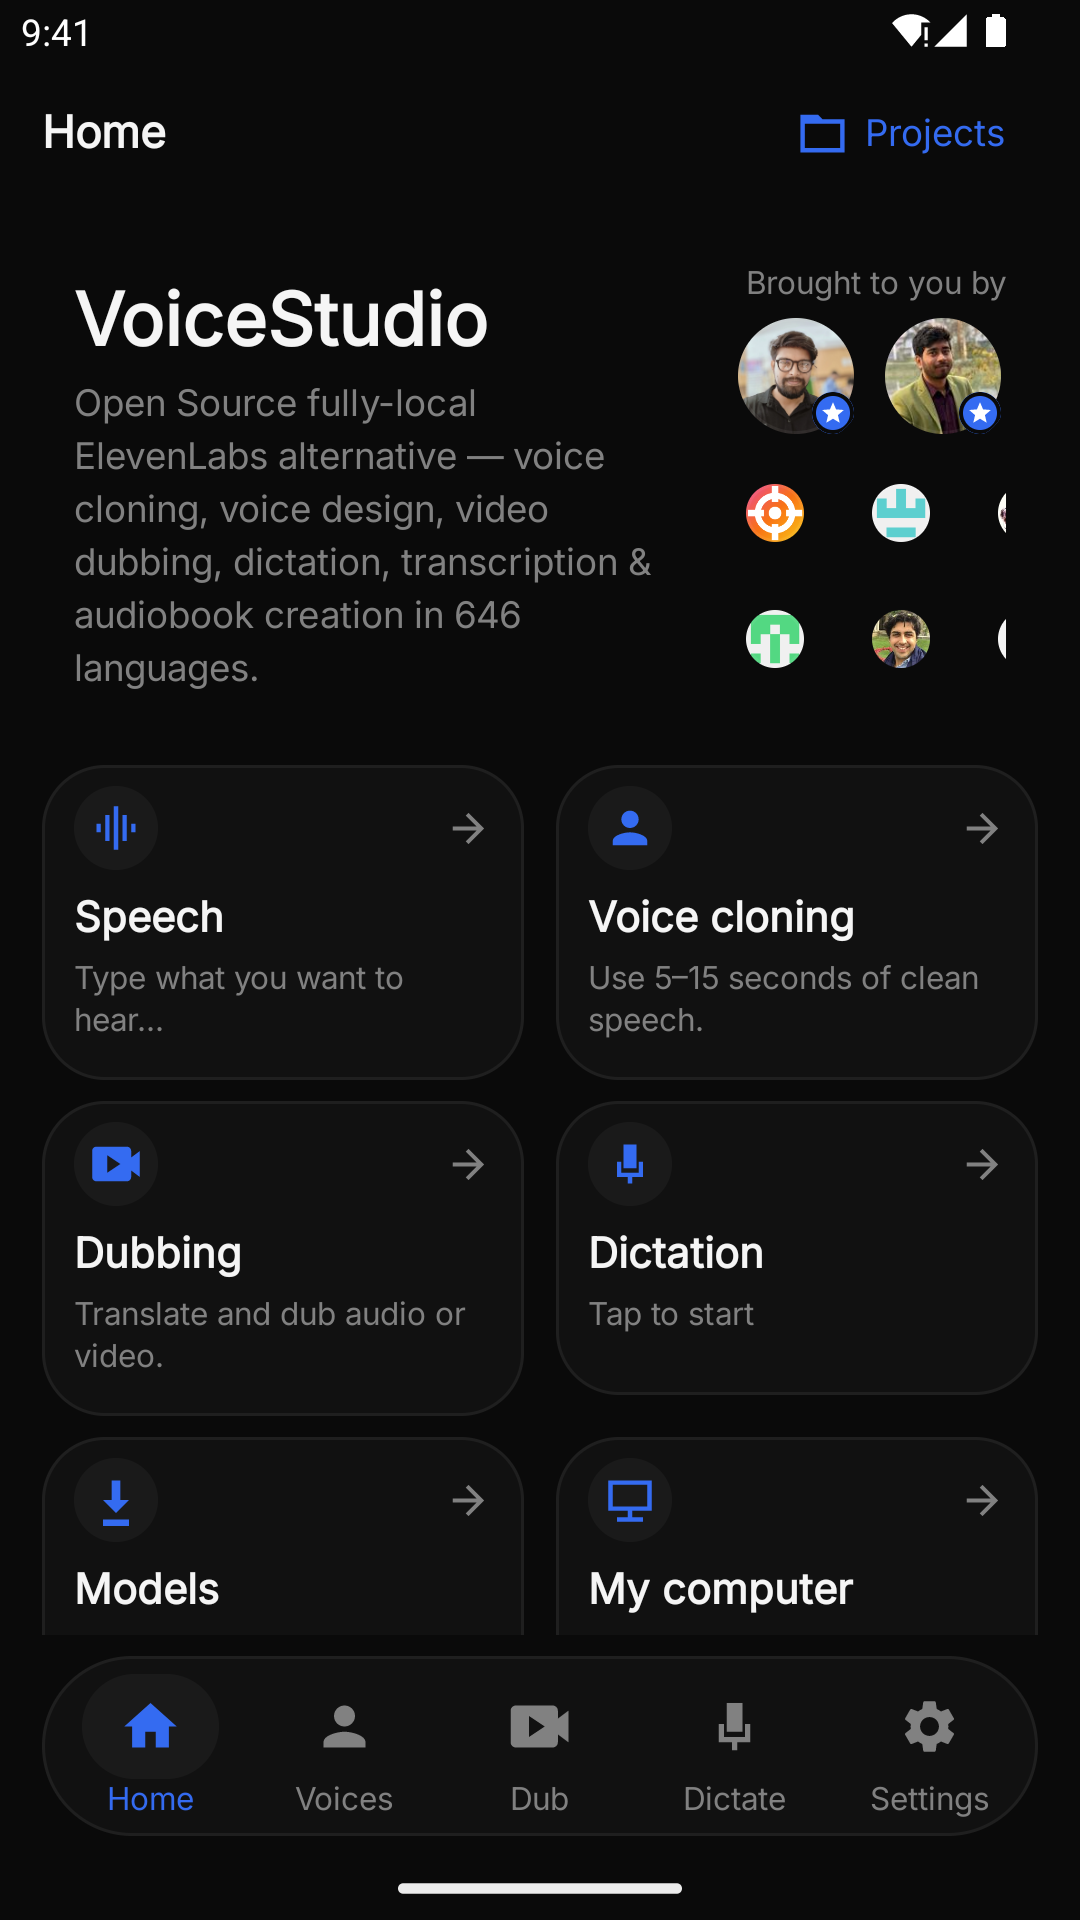 9:41
Home
Projects
VoiceStudio
Open Source fully-local
ElevenLabs alternative — voice
cloning, voice design, video
dubbing, dictation, transcription &
audiobook creation in 646
languages.
Brought to you by
Speech
Type what you want to
hear...
Voice cloning
Use 5–15 seconds of clean
speech.
Dubbing
Translate and dub audio or
video.
Dictation
Tap to start
Models
My computer
Home
Voices
Dub
Dictate
Settings